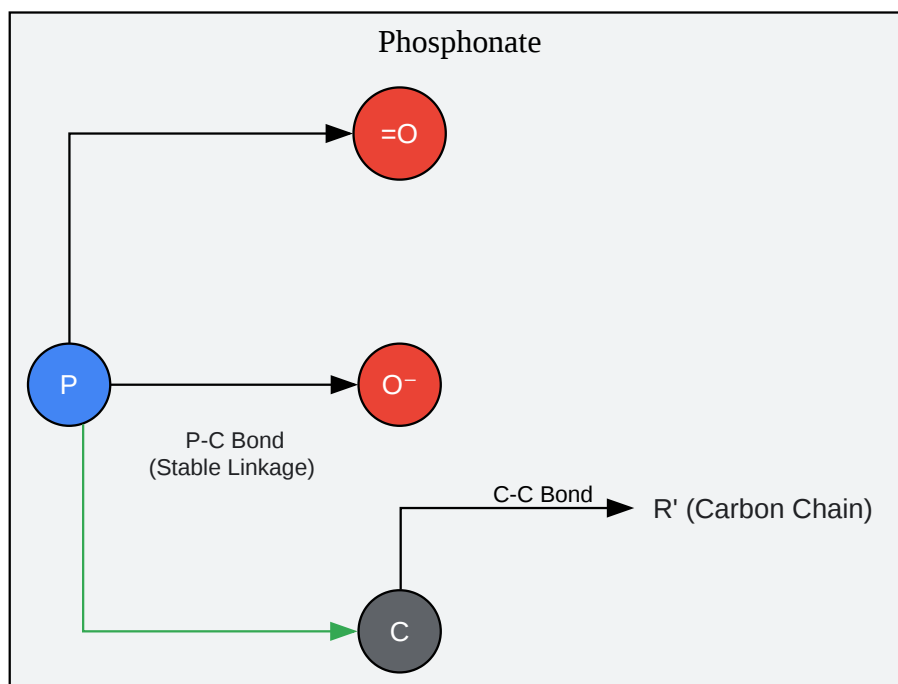 Phosphonate
=O
P
O⁻
P-C Bond
(Stable Linkage)
C-C Bond
R' (Carbon Chain)
C